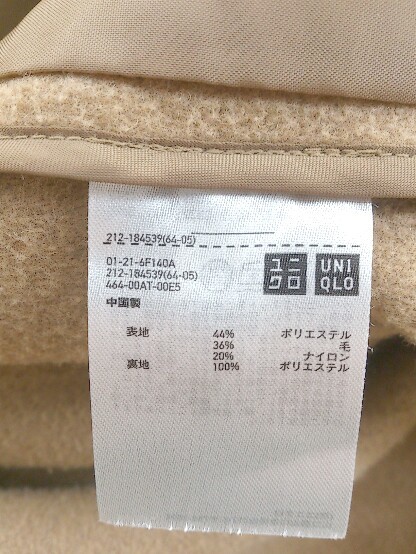 212-184539(64-05)
01-21-6F140A
212-184539(64-05)
464-00AT-00E5
中國製
ユニ
クロ
UNI
QLO
表地 44% ポリエステル
36% 毛
20% ナイロン
裏地 100% ポリエステル